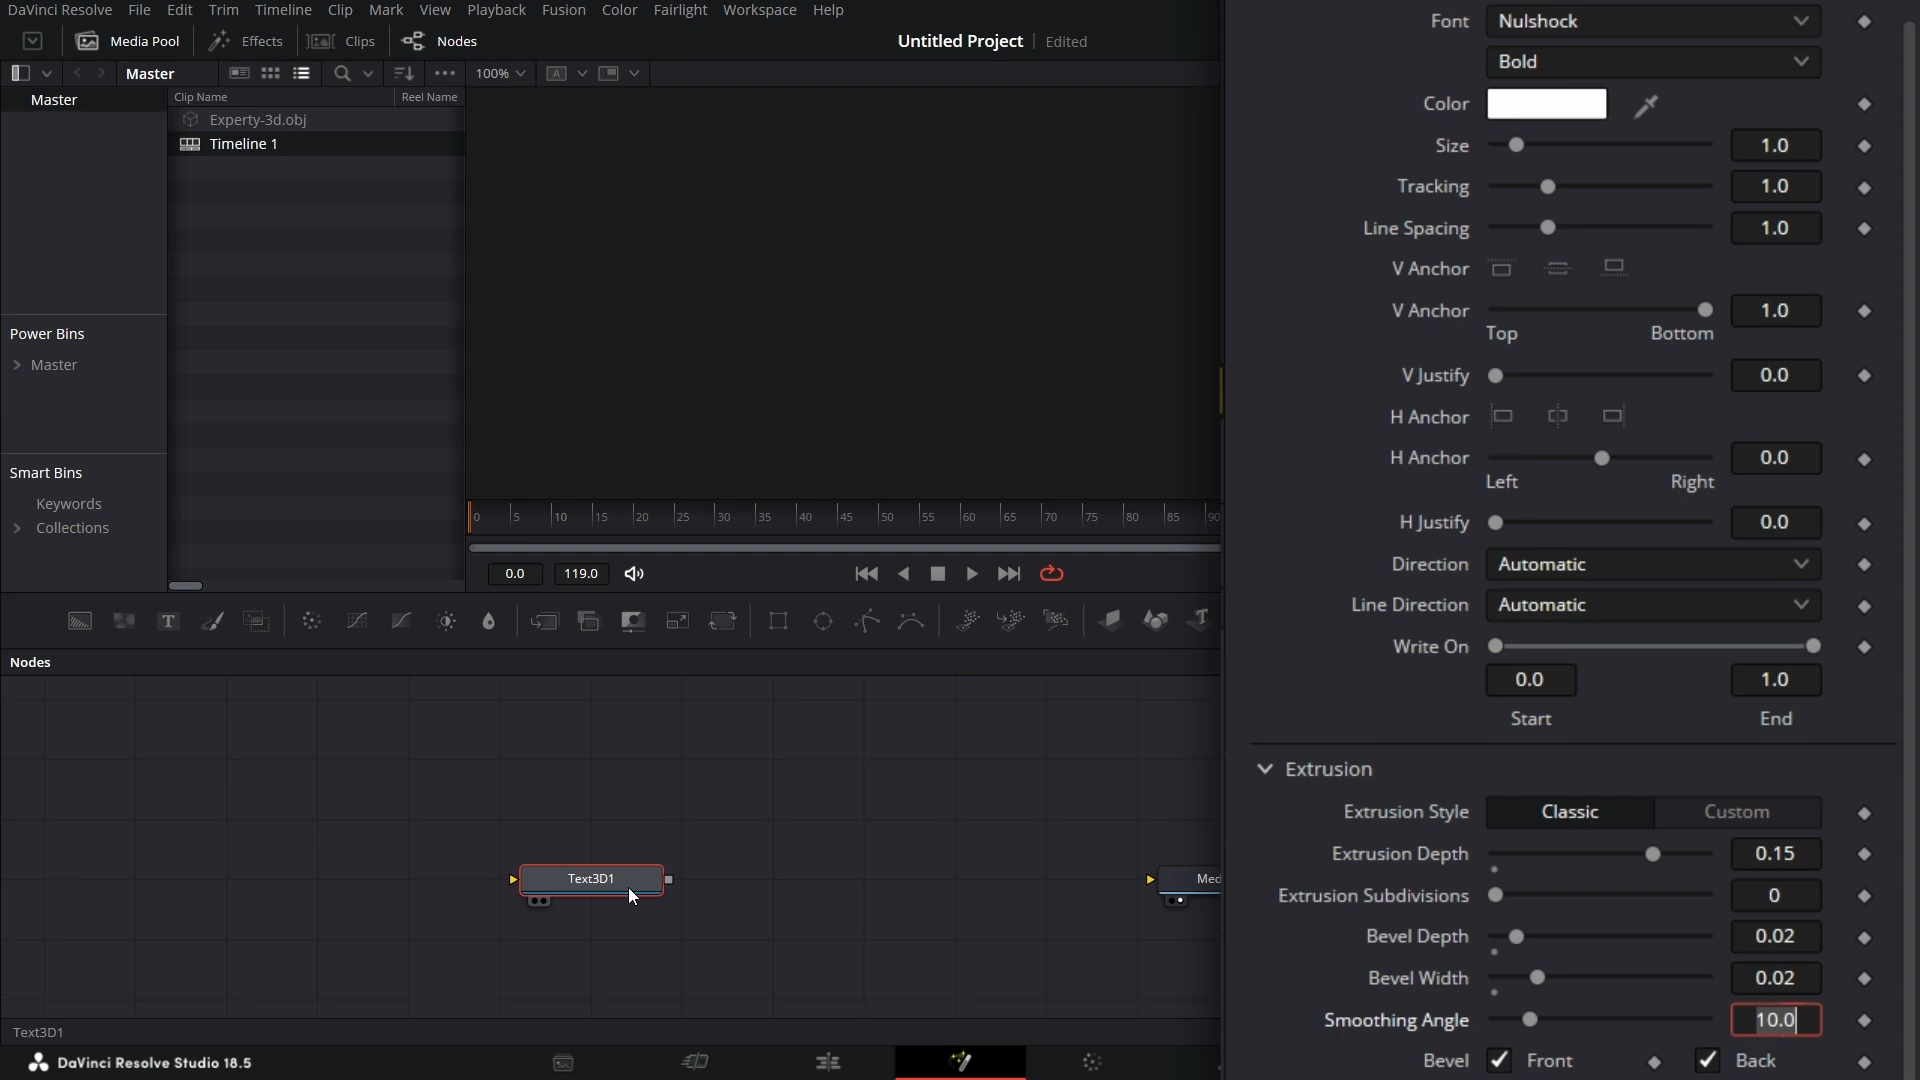 DaVinci Resolve File Edit Trim Timeline Clip Mark View Playback Fusion Color Fairlight Workspace Help
Media Pool Effects Clips Nodes Untitled Project Edited
Master 100% A
Master
Clip Name Reel Name
Experty-3d.obj
Timeline 1
Power Bins
Master
Smart Bins
Keywords
Collections
0 5 10 15 20 25 30 35 40 45 50 55 60 65 70 75 80 85 90
0.0 119.0
T T
Nodes
Text3D1
Med
Text3D1
DaVinci Resolve Studio 18.5
Font Nulshock
Bold
Color
Size 1.0
Tracking 1.0
Line Spacing 1.0
V Anchor
V Anchor 1.0
Top Bottom
V Justify 0.0
H Anchor
H Anchor 0.0
Left Right
H Justify 0.0
Direction Automatic
Line Direction Automatic
Write On
0.0 1.0
Start End
Extrusion
Extrusion Style Classic Custom
Extrusion Depth 0.15
Extrusion Subdivisions 0
Bevel Depth 0.02
Bevel Width 0.02
Smoothing Angle 10.0
Bevel Front Back